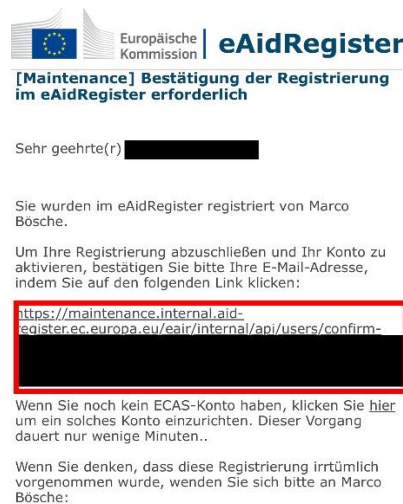 Europäische
Kommission
eAidRegister
[Maintenance] Bestätigung der Registrierung
im eAidRegister erforderlich
Sehr geehrte(r)
Sie wurden im eAidRegister registriert von Marco
Bösche.
Um Ihre Registrierung abzuschließen und Ihr Konto zu
aktivieren, bestätigen Sie bitte Ihre E-Mail-Adresse,
indem Sie auf den folgenden Link klicken:
https://maintenance.internal.aid-
register.ec.europa.eu/eair/internal/api/users/confirm-
Wenn Sie noch kein ECAS-Konto haben, klicken Sie hier
um ein solches Konto einzurichten. Dieser Vorgang
dauert nur wenige Minuten..
Wenn Sie denken, dass diese Registrierung irrtümlich
vorgenommen wurde, wenden Sie sich bitte an Marco
Bösche: